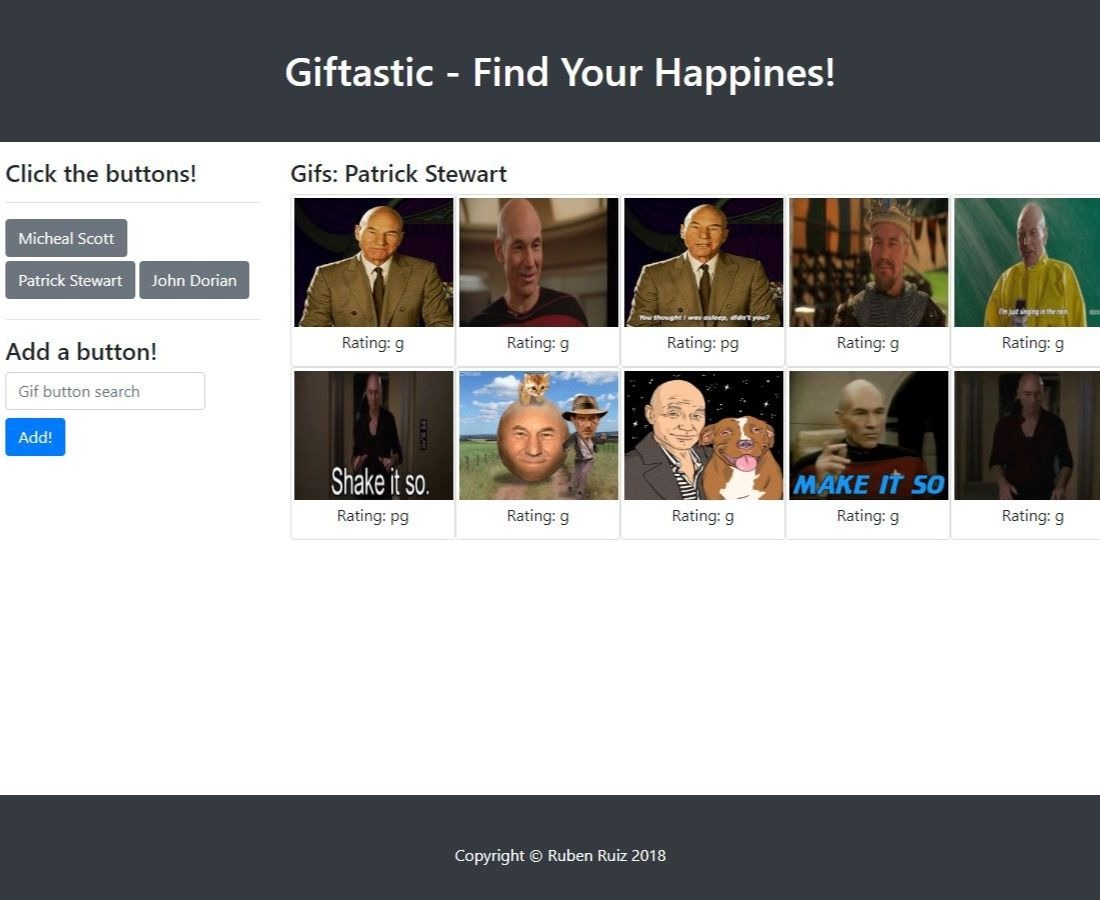 Giftastic - Find Your Happines!
Click the buttons!
Micheal Scott
Patrick Stewart John Dorian
Add a button!
Gif button search
Add!
Gifs: Patrick Stewart
You thought I was asleep, didn't you?
I'm just singing in the rain.
Rating: g Rating: g Rating: pg Rating: g Rating: g
CYRIAK
Shake it so.
MAKE IT SO
Rating: pg Rating: g Rating: g Rating: g Rating: g
Copyright © Ruben Ruiz 2018